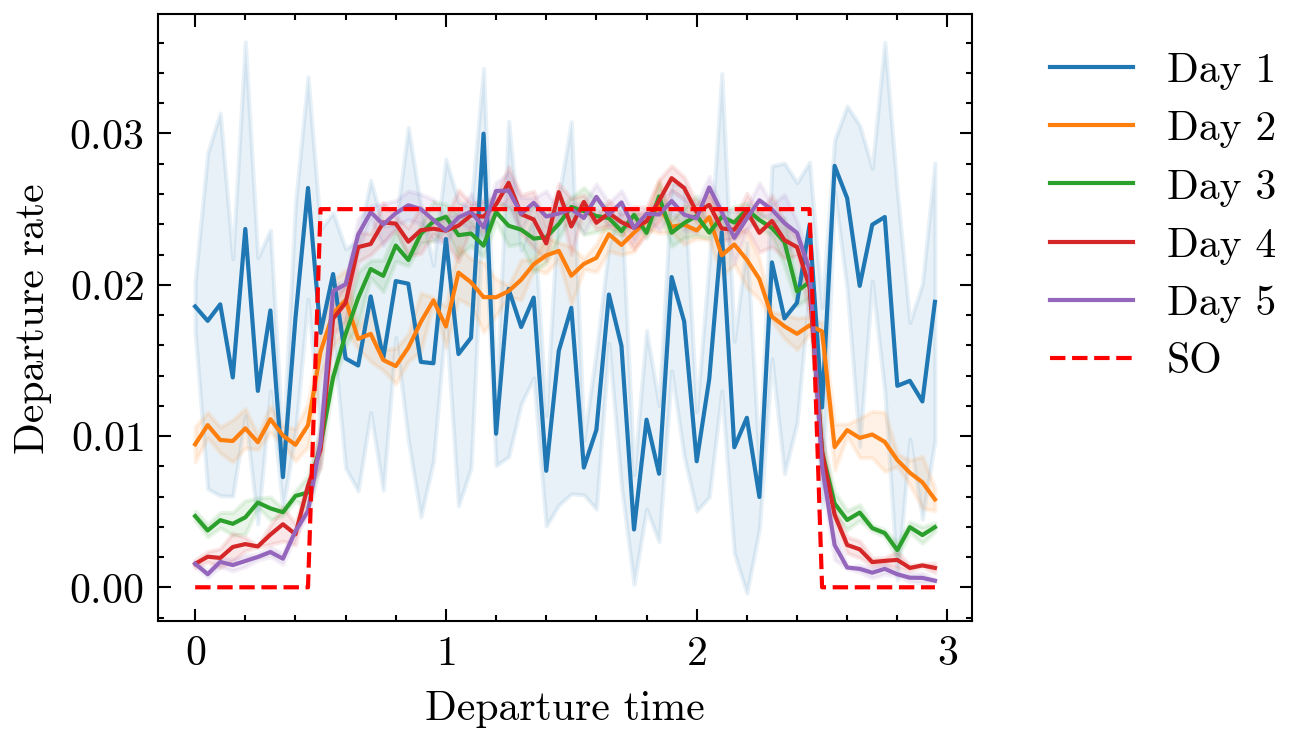 Departure rate
0.03
0.02
0.01
0.00
0
1
2
3
Departure time
Day 1
Day 2
Day 3
Day 4
Day 5
SO